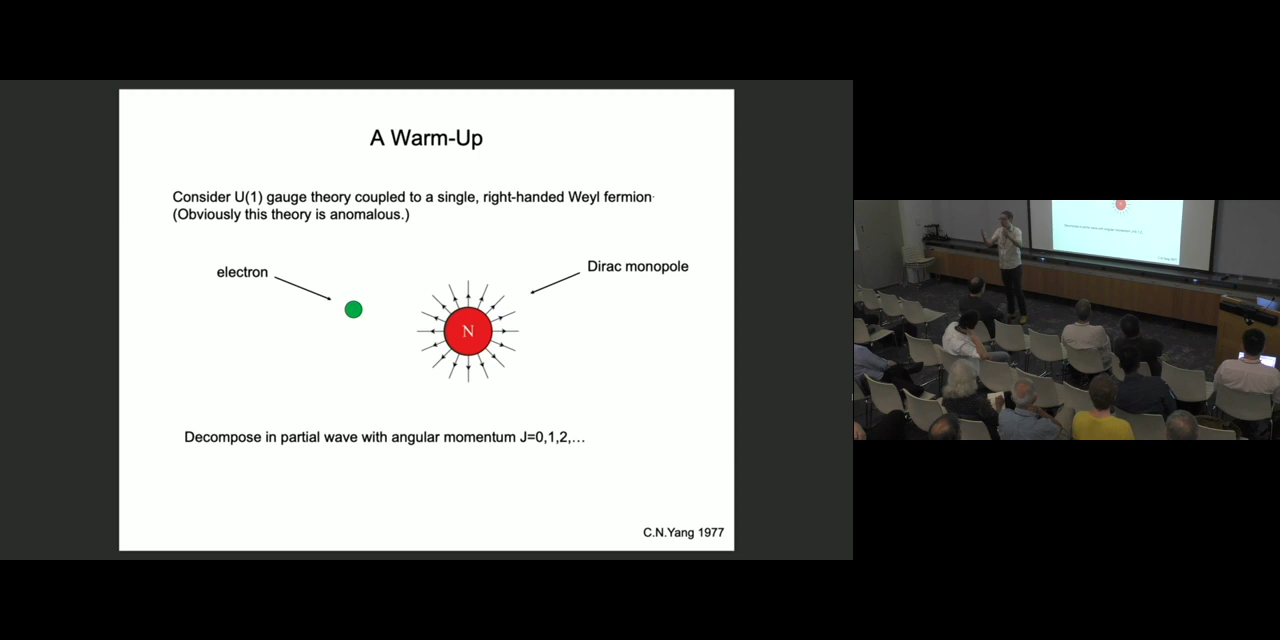 A Warm-Up
Consider U(1) gauge theory coupled to a single, right-handed Weyl fermion
(Obviously this theory is anomalous.)
electron
Dirac monopole
N
Decompose in partial wave with angular momentum J=0,1,2,…
C.N.Yang 1977